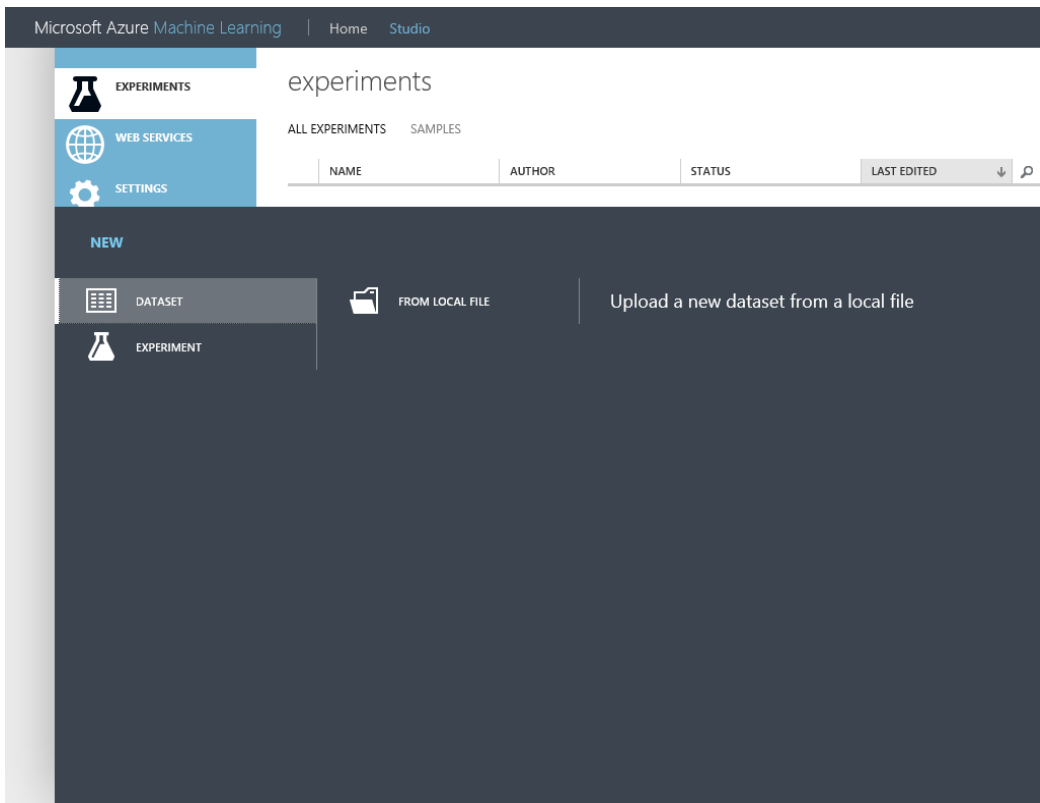 Microsoft Azure Machine Learning | Home Studio
EXPERIMENTS
WEB SERVICES
SETTINGS
experiments
ALL EXPERIMENTS SAMPLES
NAME AUTHOR STATUS LAST EDITED
NEW
DATASET
EXPERIMENT
FROM LOCAL FILE
Upload a new dataset from a local file